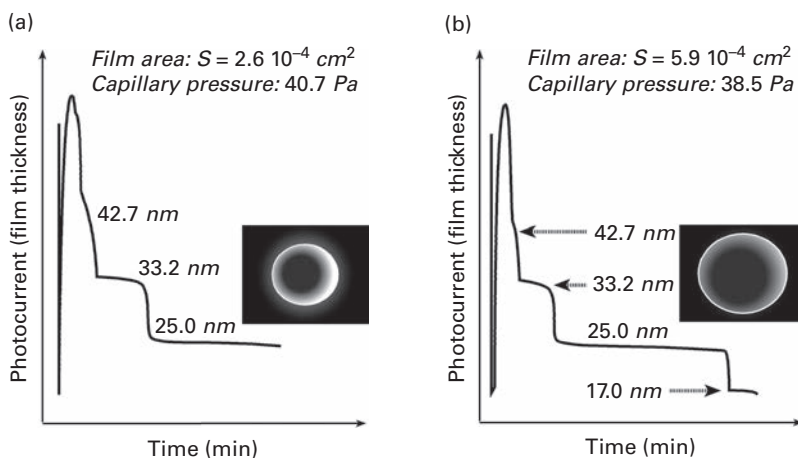 (a)
Film area: S = 2.6 10⁻⁴ cm²
Capillary pressure: 40.7 Pa
Photocurrent (film thickness)
42.7 nm
33.2 nm
25.0 nm
Time (min)
(b)
Film area: S = 5.9 10⁻⁴ cm²
Capillary pressure: 38.5 Pa
Photocurrent (film thickness)
42.7 nm
33.2 nm
25.0 nm
17.0 nm
Time (min)